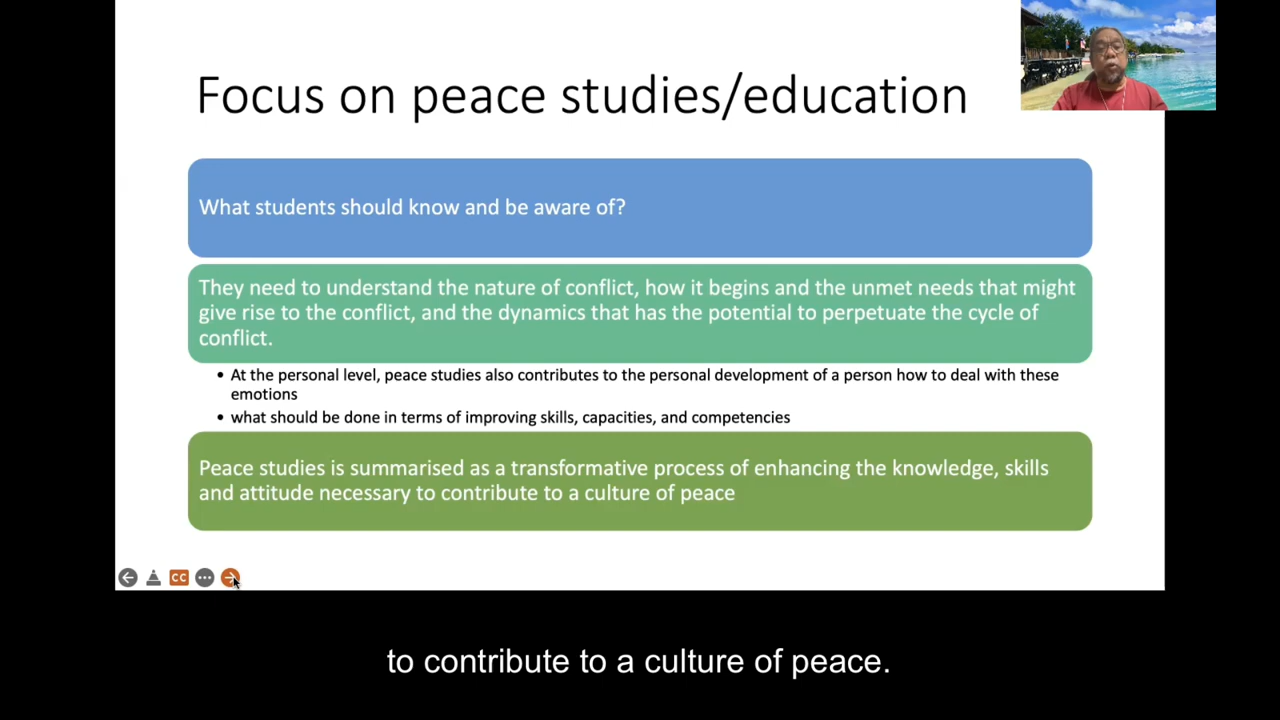 Focus on peace studies/education
What students should know and be aware of?
They need to understand the nature of conflict, how it begins and the unmet needs that might
give rise to the conflict, and the dynamics that has the potential to perpetuate the cycle of
conflict.
• At the personal level, peace studies also contributes to the personal development of a person how to deal with these
emotions
• what should be done in terms of improving skills, capacities, and competencies
Peace studies is summarised as a transformative process of enhancing the knowledge, skills
and attitude necessary to contribute to a culture of peace
CC
to contribute to a culture of peace.